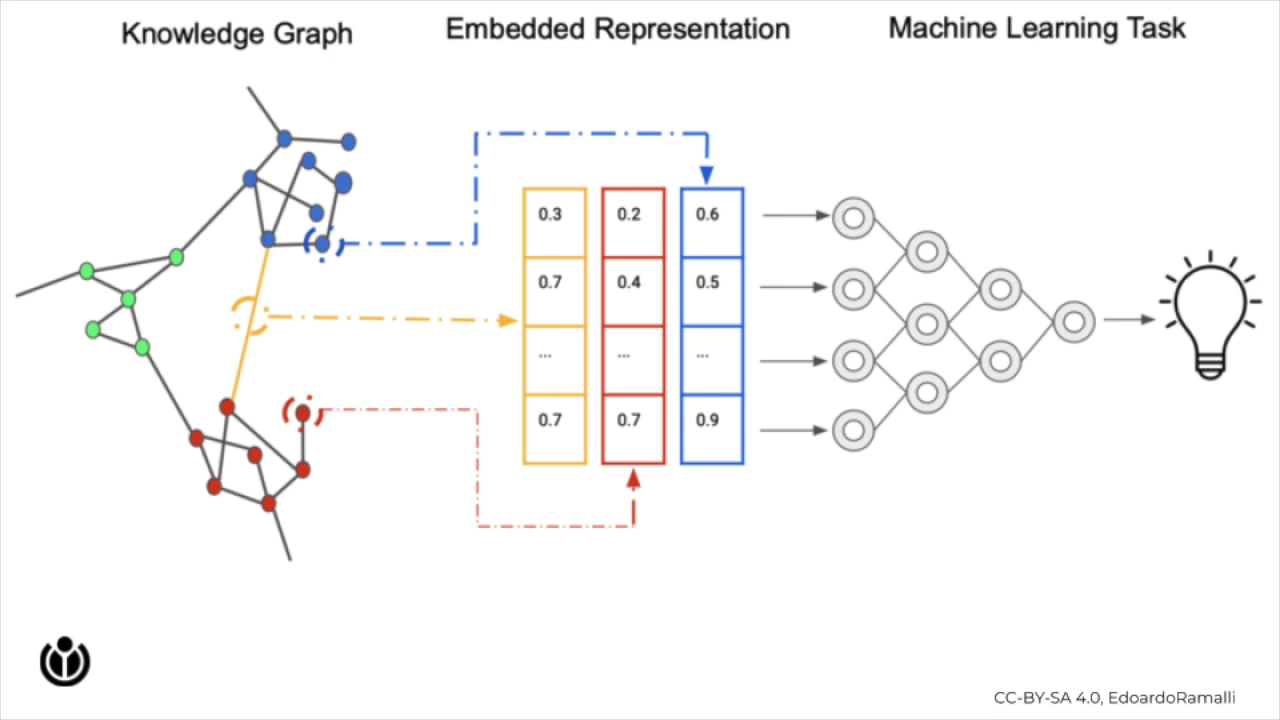 Knowledge Graph
Embedded Representation
Machine Learning Task
0.3 0.2 0.6
0.7 0.4 0.5
... ... ...
0.7 0.7 0.9
CC-BY-SA 4.0, EdoardoRamalli